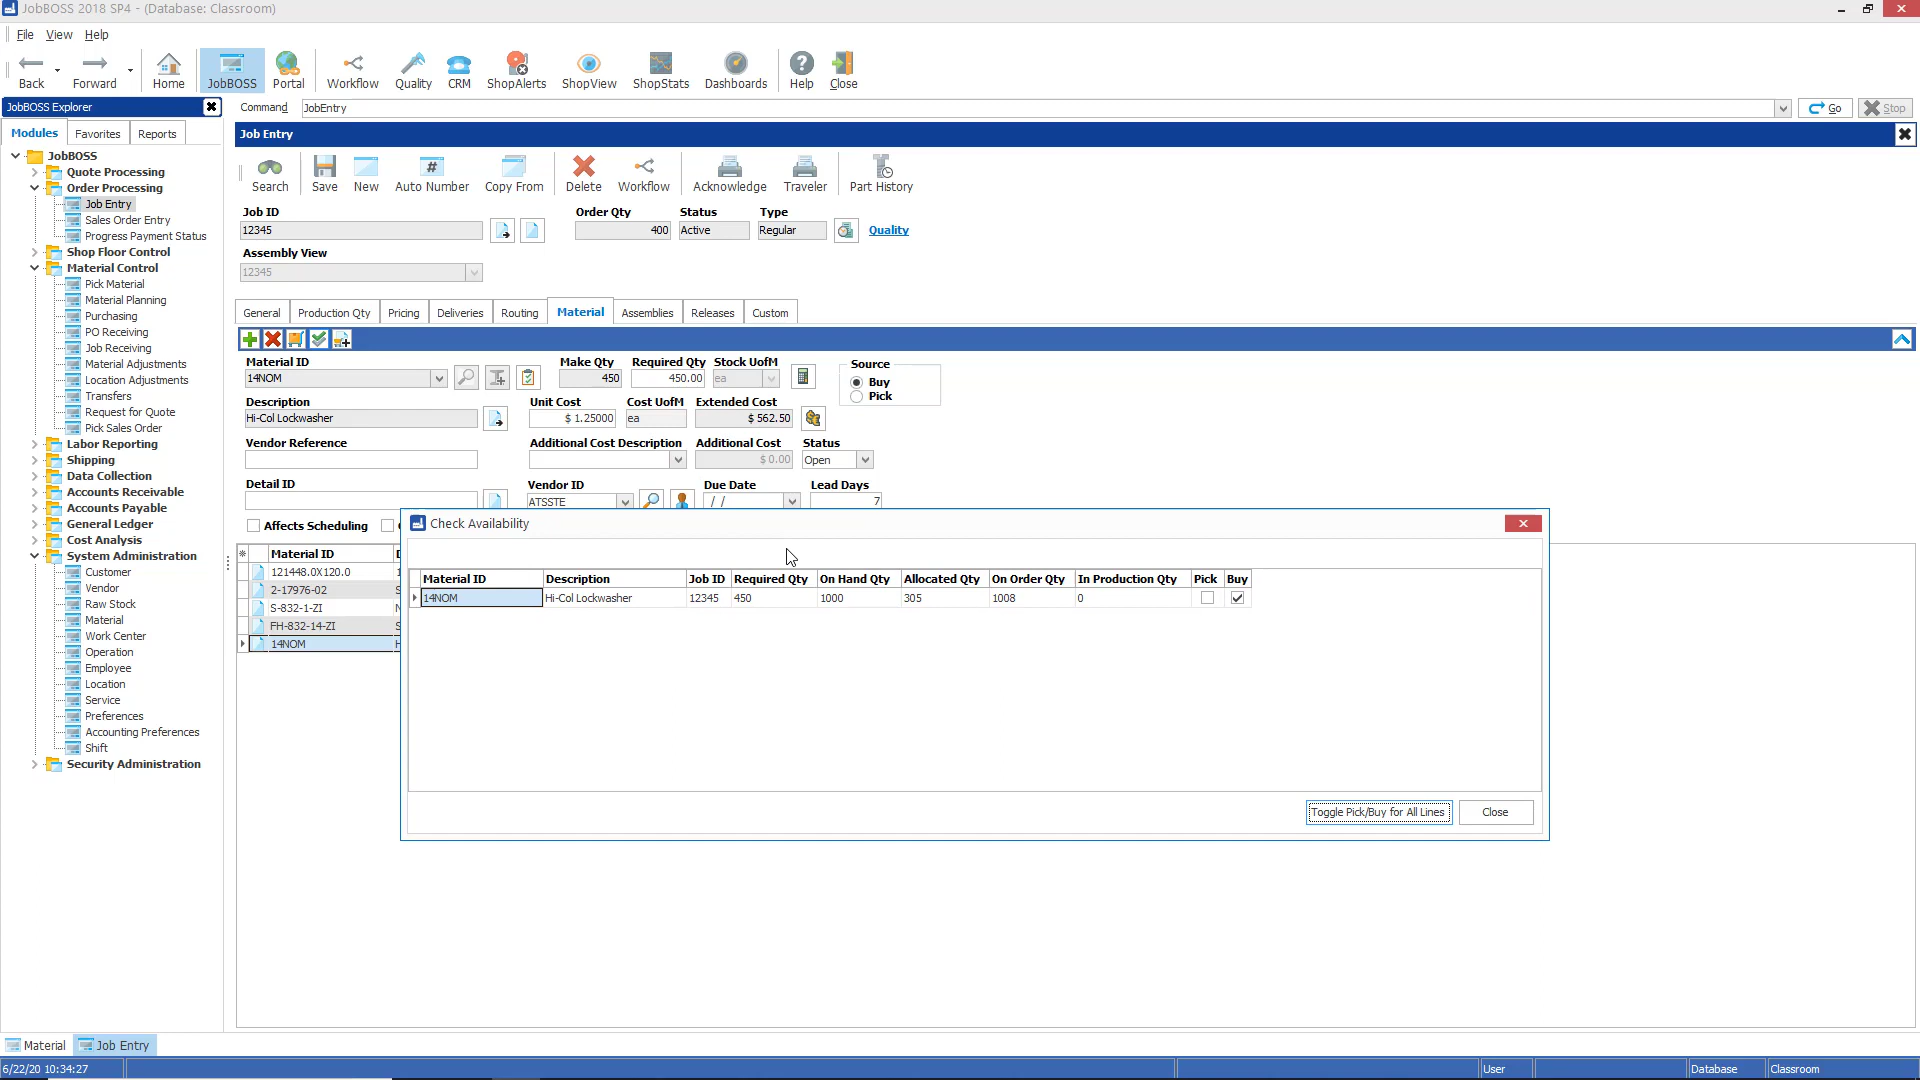 JobBOSS 2018 SP4 - (Database: Classroom)
File View Help
Back Forward Home JobBOSS Portal Workflow Quality CRM ShopAlerts ShopView ShopStats Dashboards Help Close
JobBOSS Explorer
Command JobEntry Go Stop
Modules Favorites Reports
Job Entry
JobBOSS
Quote Processing
Order Processing
Job Entry
Sales Order Entry
Progress Payment Status
Shop Floor Control
Material Control
Pick Material
Material Planning
Purchasing
PO Receiving
Job Receiving
Material Adjustments
Location Adjustments
Transfers
Request for Quote
Pick Sales Order
Labor Reporting
Shipping
Data Collection
Accounts Receivable
Accounts Payable
General Ledger
Cost Analysis
System Administration
Customer
Vendor
Raw Stock
Material
Work Center
Operation
Employee
Location
Service
Preferences
Accounting Preferences
Shift
Security Administration
Search Save New Auto Number Copy From Delete Workflow Acknowledge Traveler Part History
Job ID Order Qty Status Type
12345 400 Active Regular Quality
Assembly View
12345
General Production Qty Pricing Deliveries Routing Material Assemblies Releases Custom
Material ID Make Qty Required Qty Stock UofM Source
14NOM 450 450.00 ea Buy
Pick
Description Unit Cost Cost UofM Extended Cost
Hi-Col Lockwasher $ 1.25000 ea $ 562.50
Vendor Reference Additional Cost Description Additional Cost Status
$ 0.00 Open
Detail ID Vendor ID Due Date Lead Days
ATSSTE / / 7
Affects Scheduling
Material ID
121448.0X120.0
2-17976-02
S-832-1-ZI
FH-832-14-ZI
14NOM
Check Availability
Material ID Description Job ID Required Qty On Hand Qty Allocated Qty On Order Qty In Production Qty Pick Buy
14NOM Hi-Col Lockwasher 12345 450 1000 305 1008 0
Toggle Pick/Buy for All Lines Close
Material Job Entry
6/22/20 10:34:27 User Database Classroom